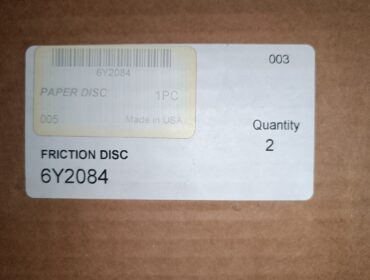 003
6Y2084
PAPER DISC 1PC
005 Made in USA
Quantity
2
FRICTION DISC
6Y2084